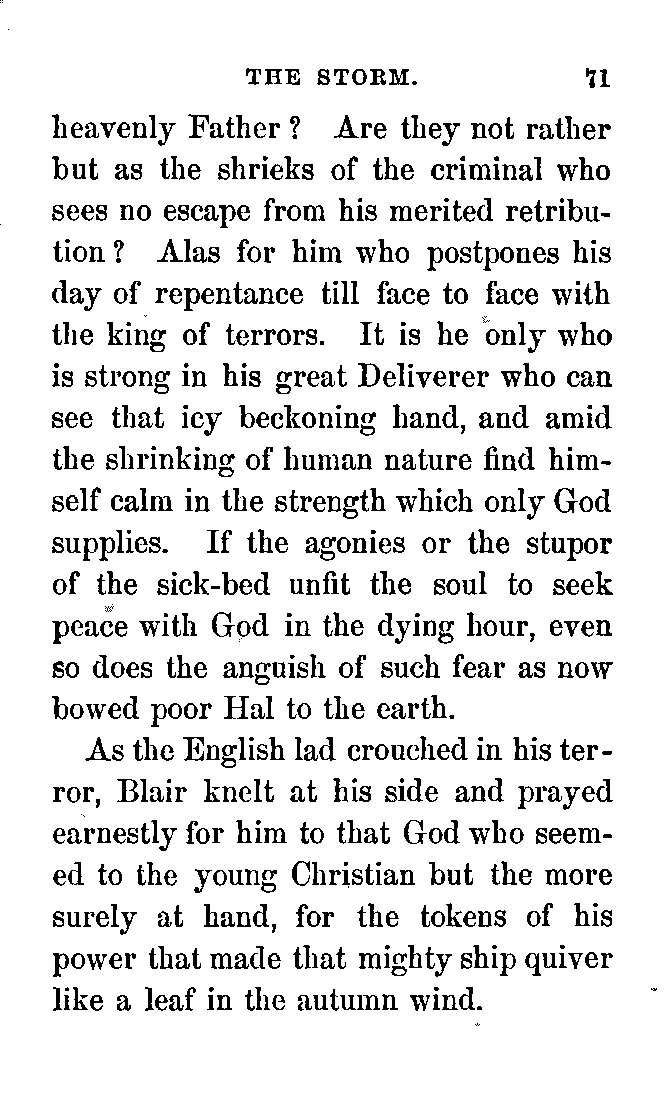 THE STORM. 71
heavenly Father? Are they not rather
but as the shrieks of the criminal who
sees no escape from his merited retribu-
tion? Alas for him who postpones his
day of repentance till face to face with
the king of terrors. It is he only who
is strong in his great Deliverer who can
see that icy beckoning hand, and amid
the shrinking of human nature find him-
self calm in the strength which only God
supplies. If the agonies or the stupor
of the sick-bed unfit the soul to seek
peace with God in the dying hour, even
so does the anguish of such fear as now
bowed poor Hal to the earth.
As the English lad crouched in his ter-
ror, Blair knelt at his side and prayed
earnestly for him to that God who seem-
ed to the young Christian but the more
surely at hand, for the tokens of his
power that made that mighty ship quiver
like a leaf in the autumn wind.